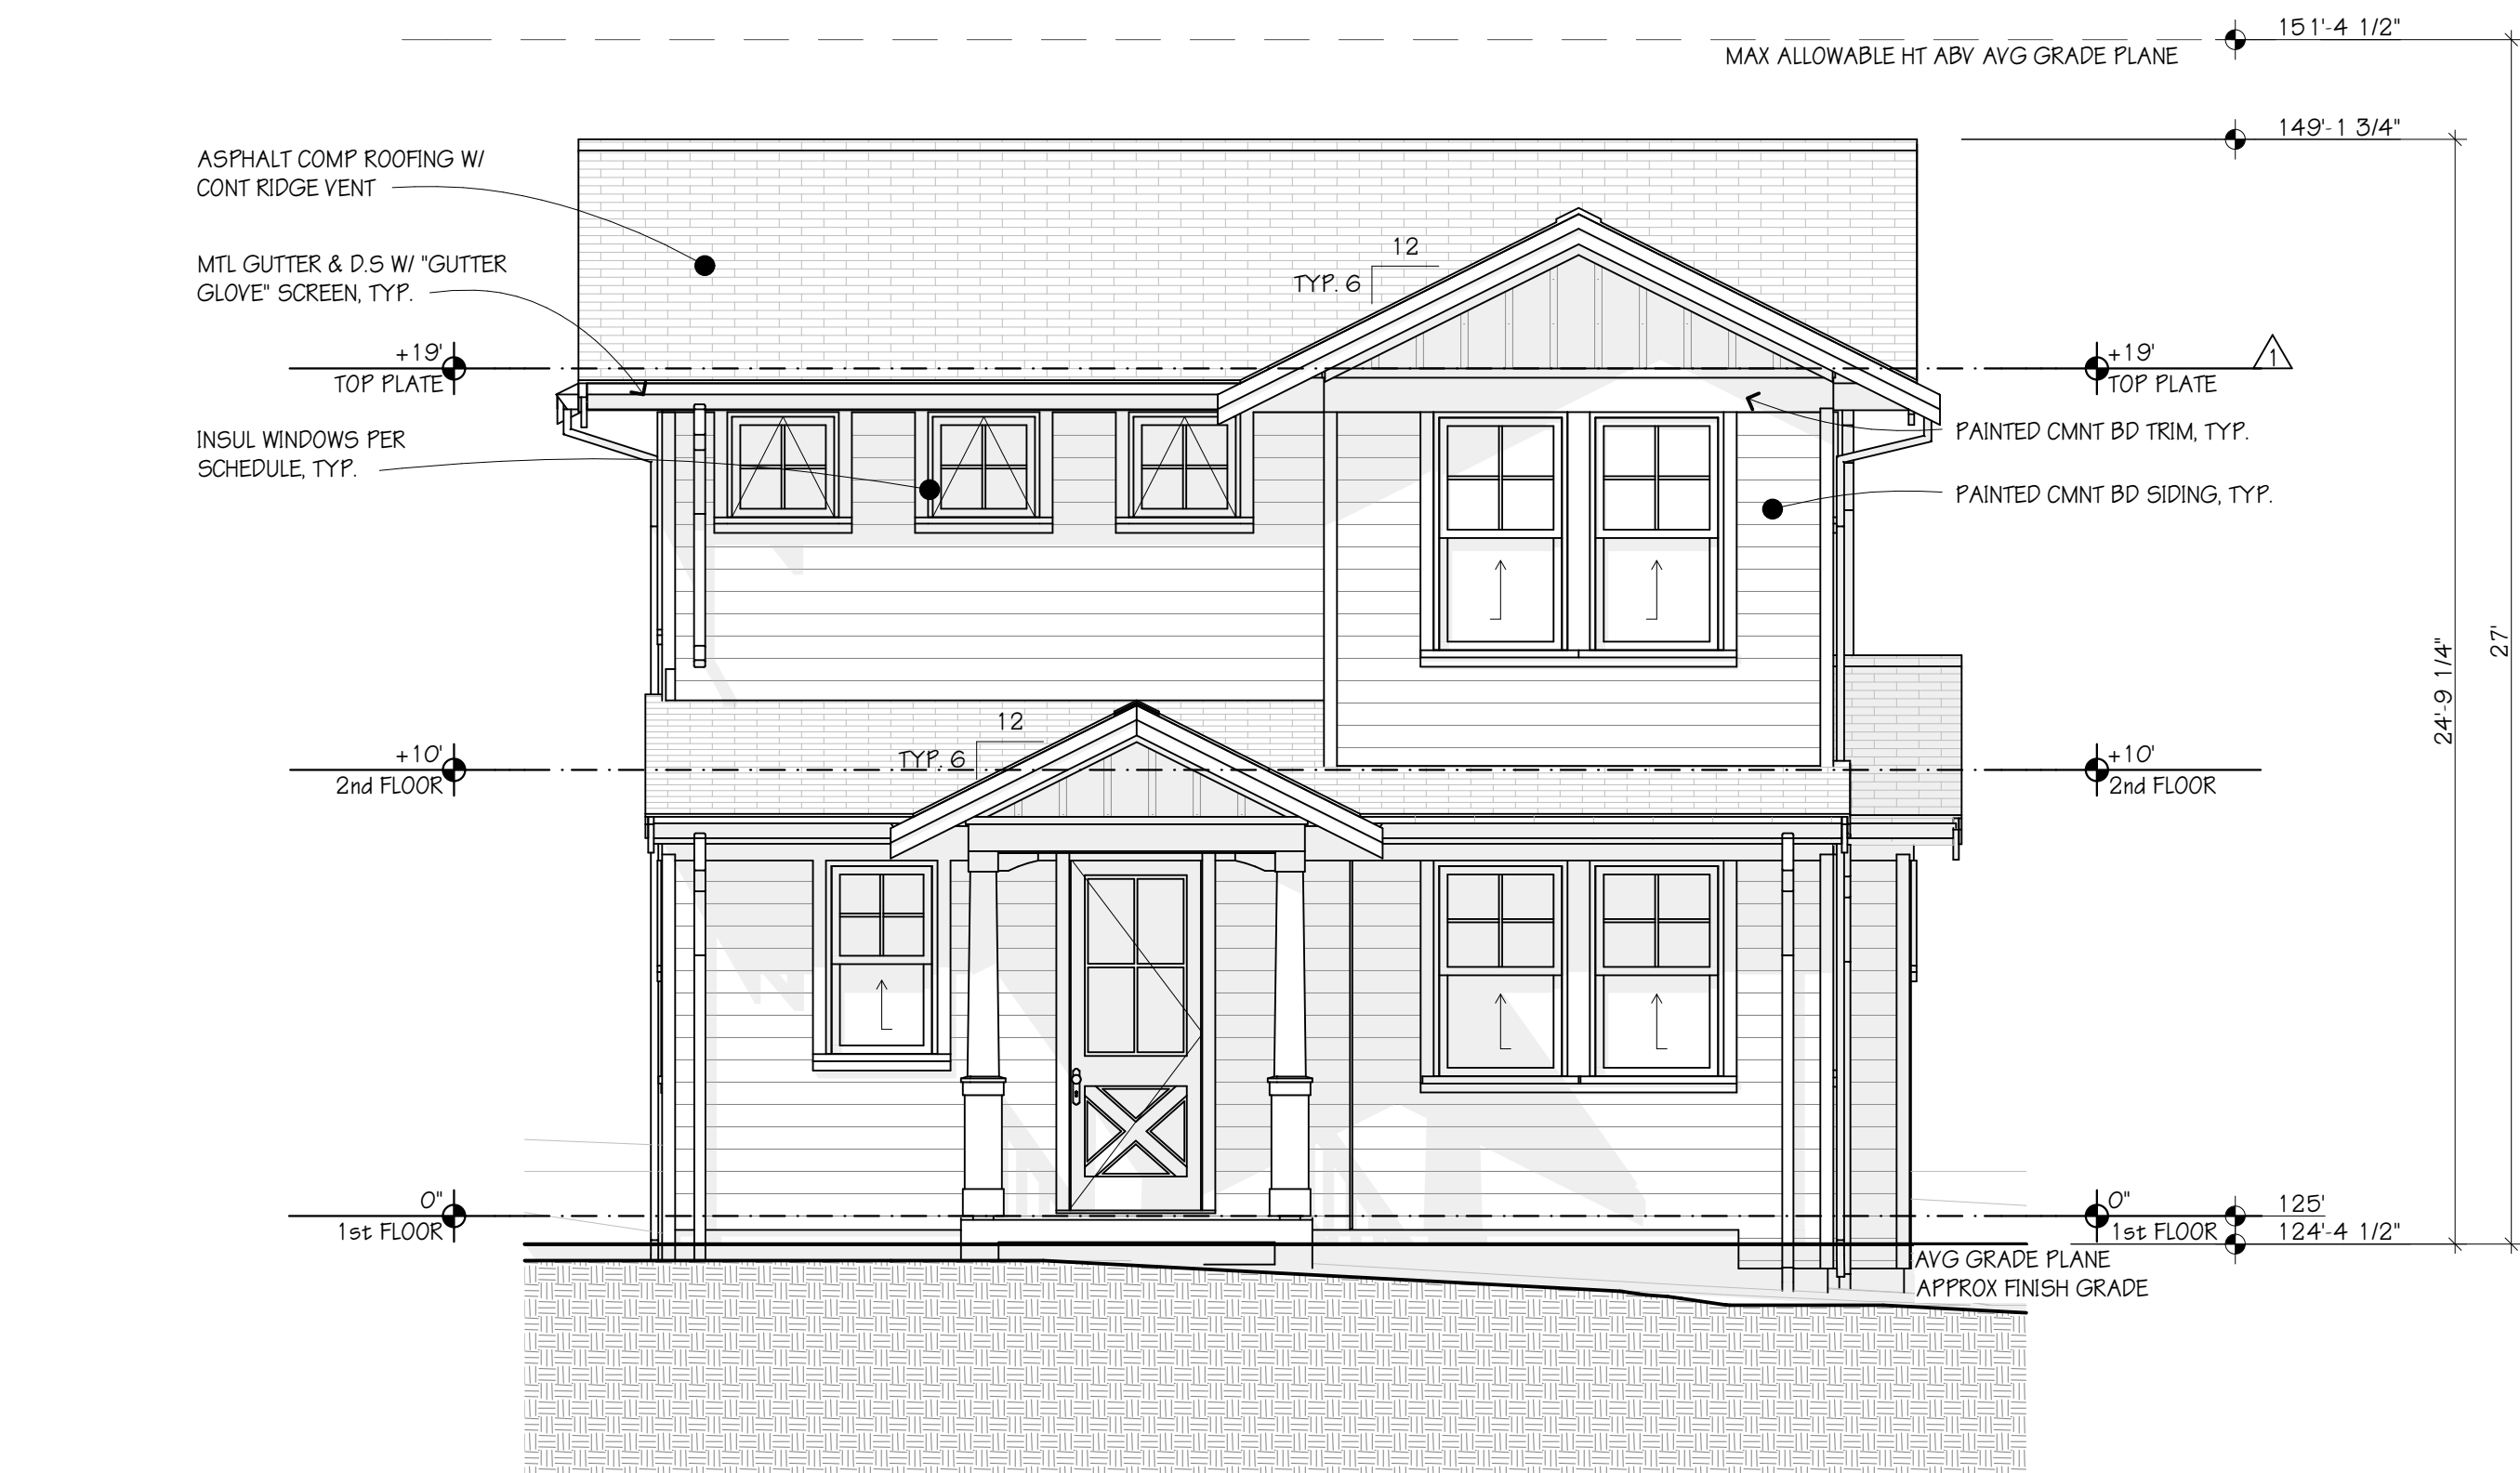 151'-4 1/2"
MAX ALLOWABLE HT ABV AVG GRADE PLANE
149'-1 3/4"
ASPHALT COMP ROOFING W/
CONT RIDGE VENT
MTL GUTTER & D.S W/ "GUTTER
GLOVE" SCREEN, TYP.
12
TYP. 6
+19'
TOP PLATE
+19'
TOP PLATE
1
INSUL WINDOWS PER
SCHEDULE, TYP.
PAINTED CMNT BD TRIM, TYP.
PAINTED CMNT BD SIDING, TYP.
24'-9 1/4"
27'
12
TYP. 6
+10'
2nd FLOOR
+10'
2nd FLOOR
0"
1st FLOOR
0"
1st FLOOR
125'
124'-4 1/2"
AVG GRADE PLANE
APPROX FINISH GRADE